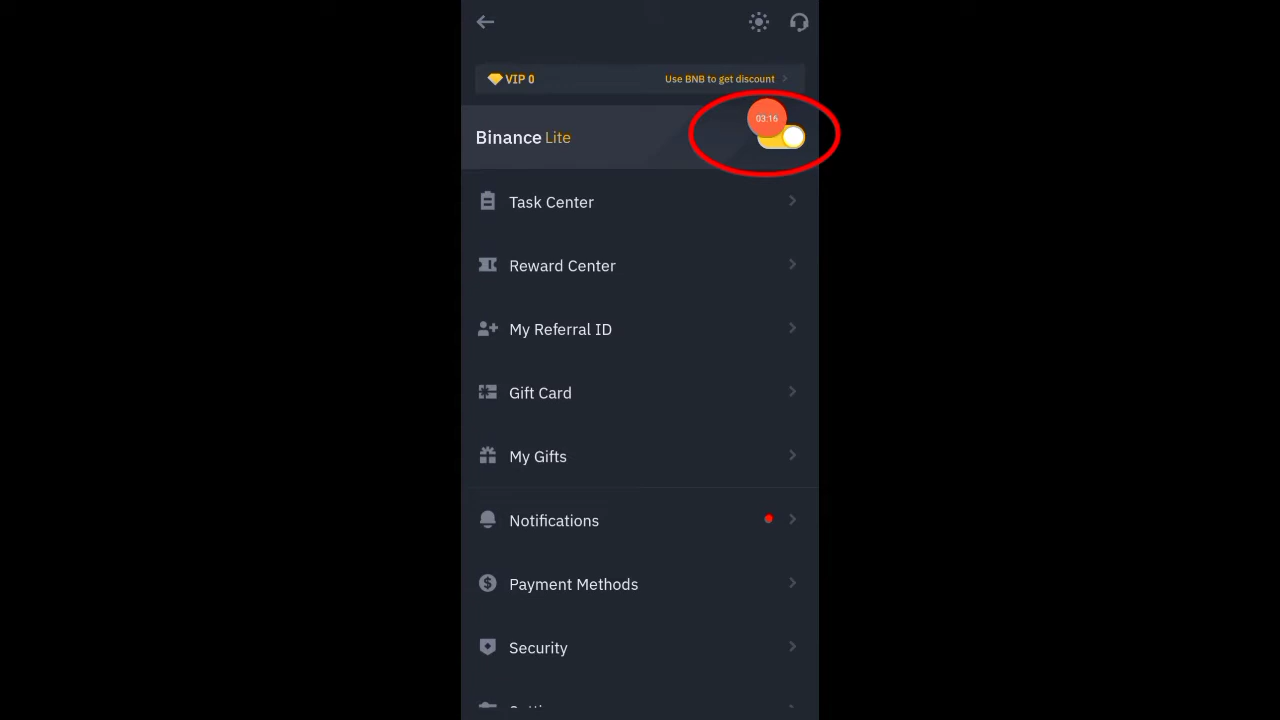 VIP 0 Use BNB to get discount
03:16
Binance Lite
Task Center
Reward Center
My Referral ID
Gift Card
My Gifts
Notifications
Payment Methods
Security